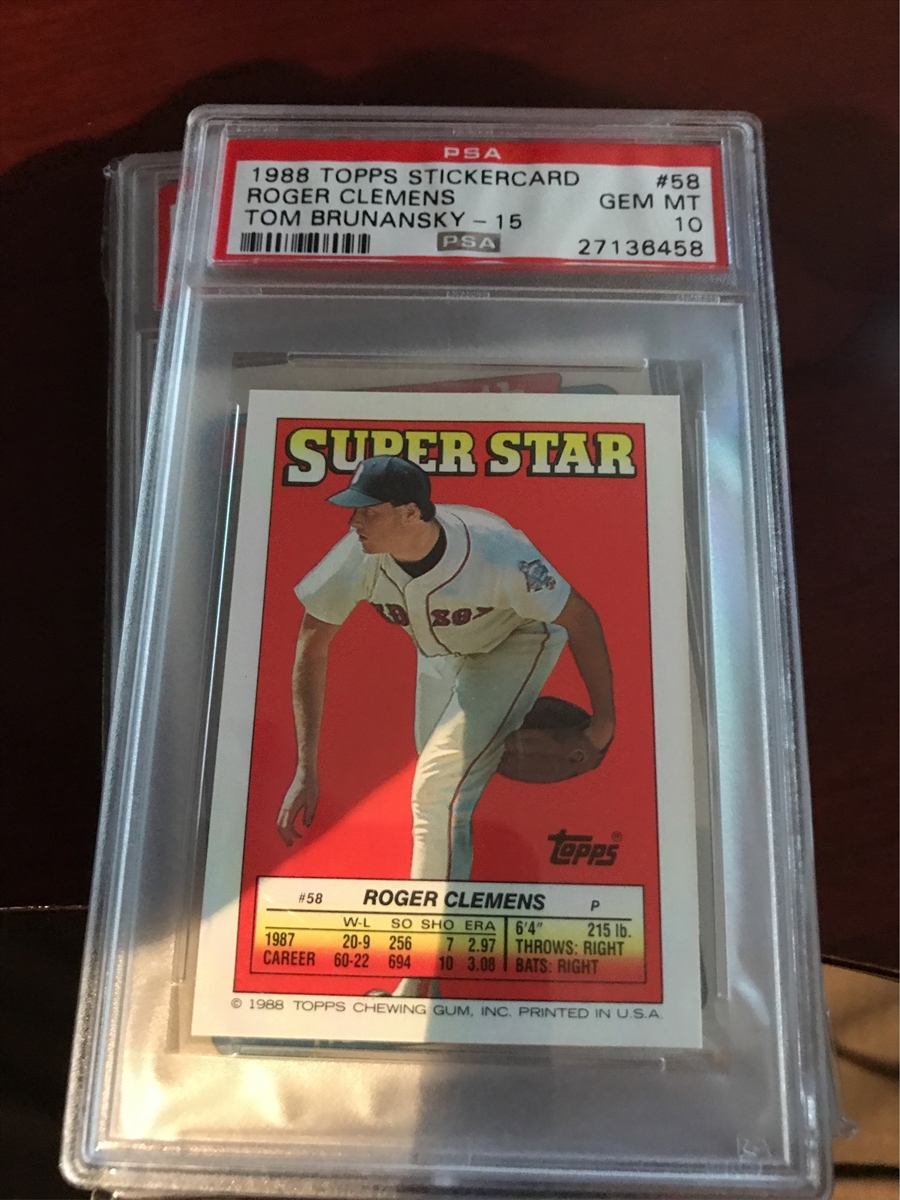 PSA
1988 TOPPS STICKERCARD #58
ROGER CLEMENS GEM MT
TOM BRUNANSKY - 15 10
PSA 27136458
SUPER STAR
RED SOX
topps®
#58 ROGER CLEMENS P
W-L SO SHO ERA 6'4" 215 lb.
1987 20-9 256 7 2.97 THROWS: RIGHT
CAREER 60-22 694 10 3.08 BATS: RIGHT
© 1988 TOPPS CHEWING GUM, INC. PRINTED IN U.S.A.